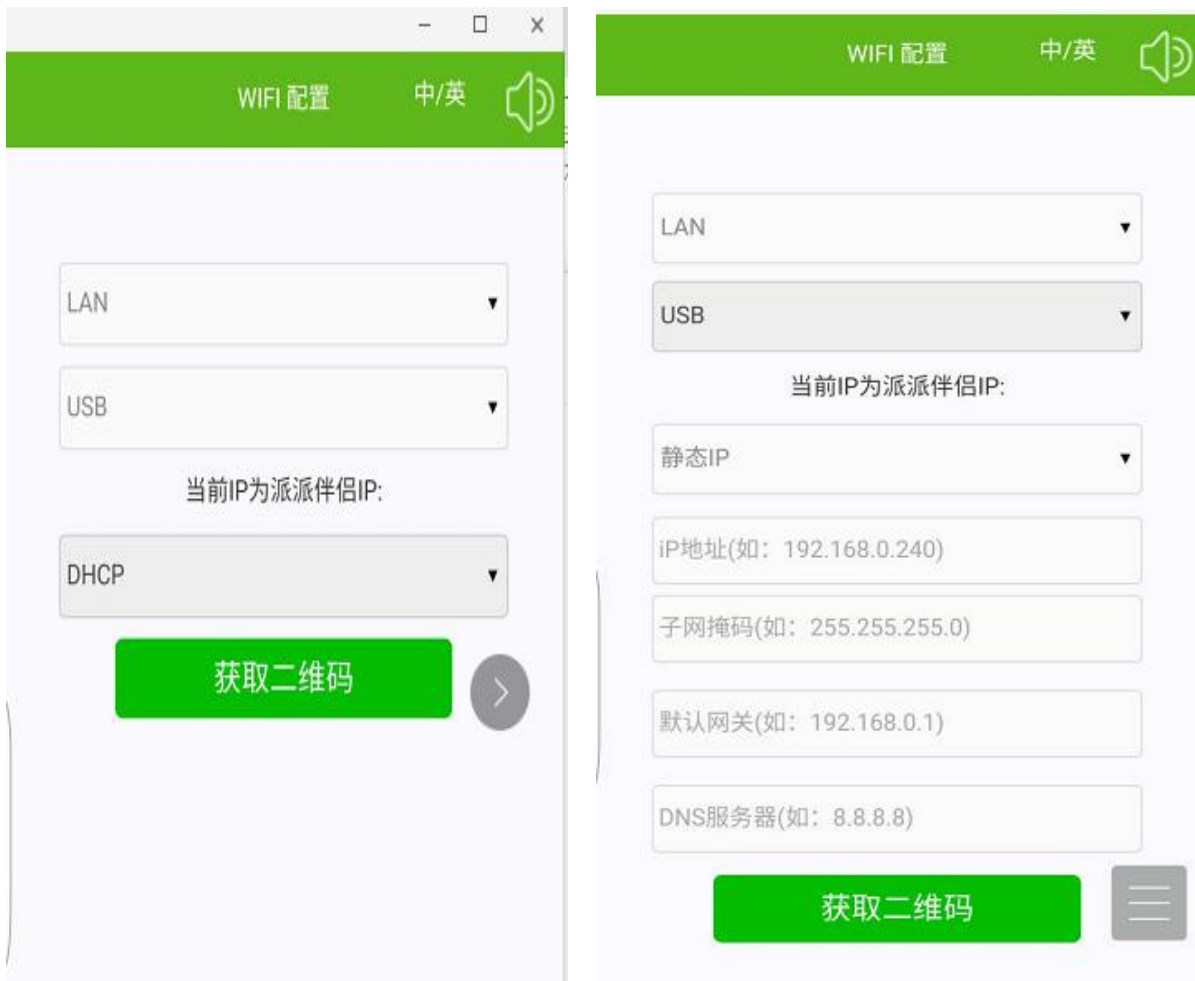 WIFI 配置
中/英
LAN
USB
当前IP为派派伴侣IP:
DHCP
获取二维码
WIFI 配置
中/英
LAN
USB
当前IP为派派伴侣IP:
静态IP
iP地址(如：192.168.0.240)
子网掩码(如：255.255.255.0)
默认网关(如：192.168.0.1)
DNS服务器(如：8.8.8.8)
获取二维码